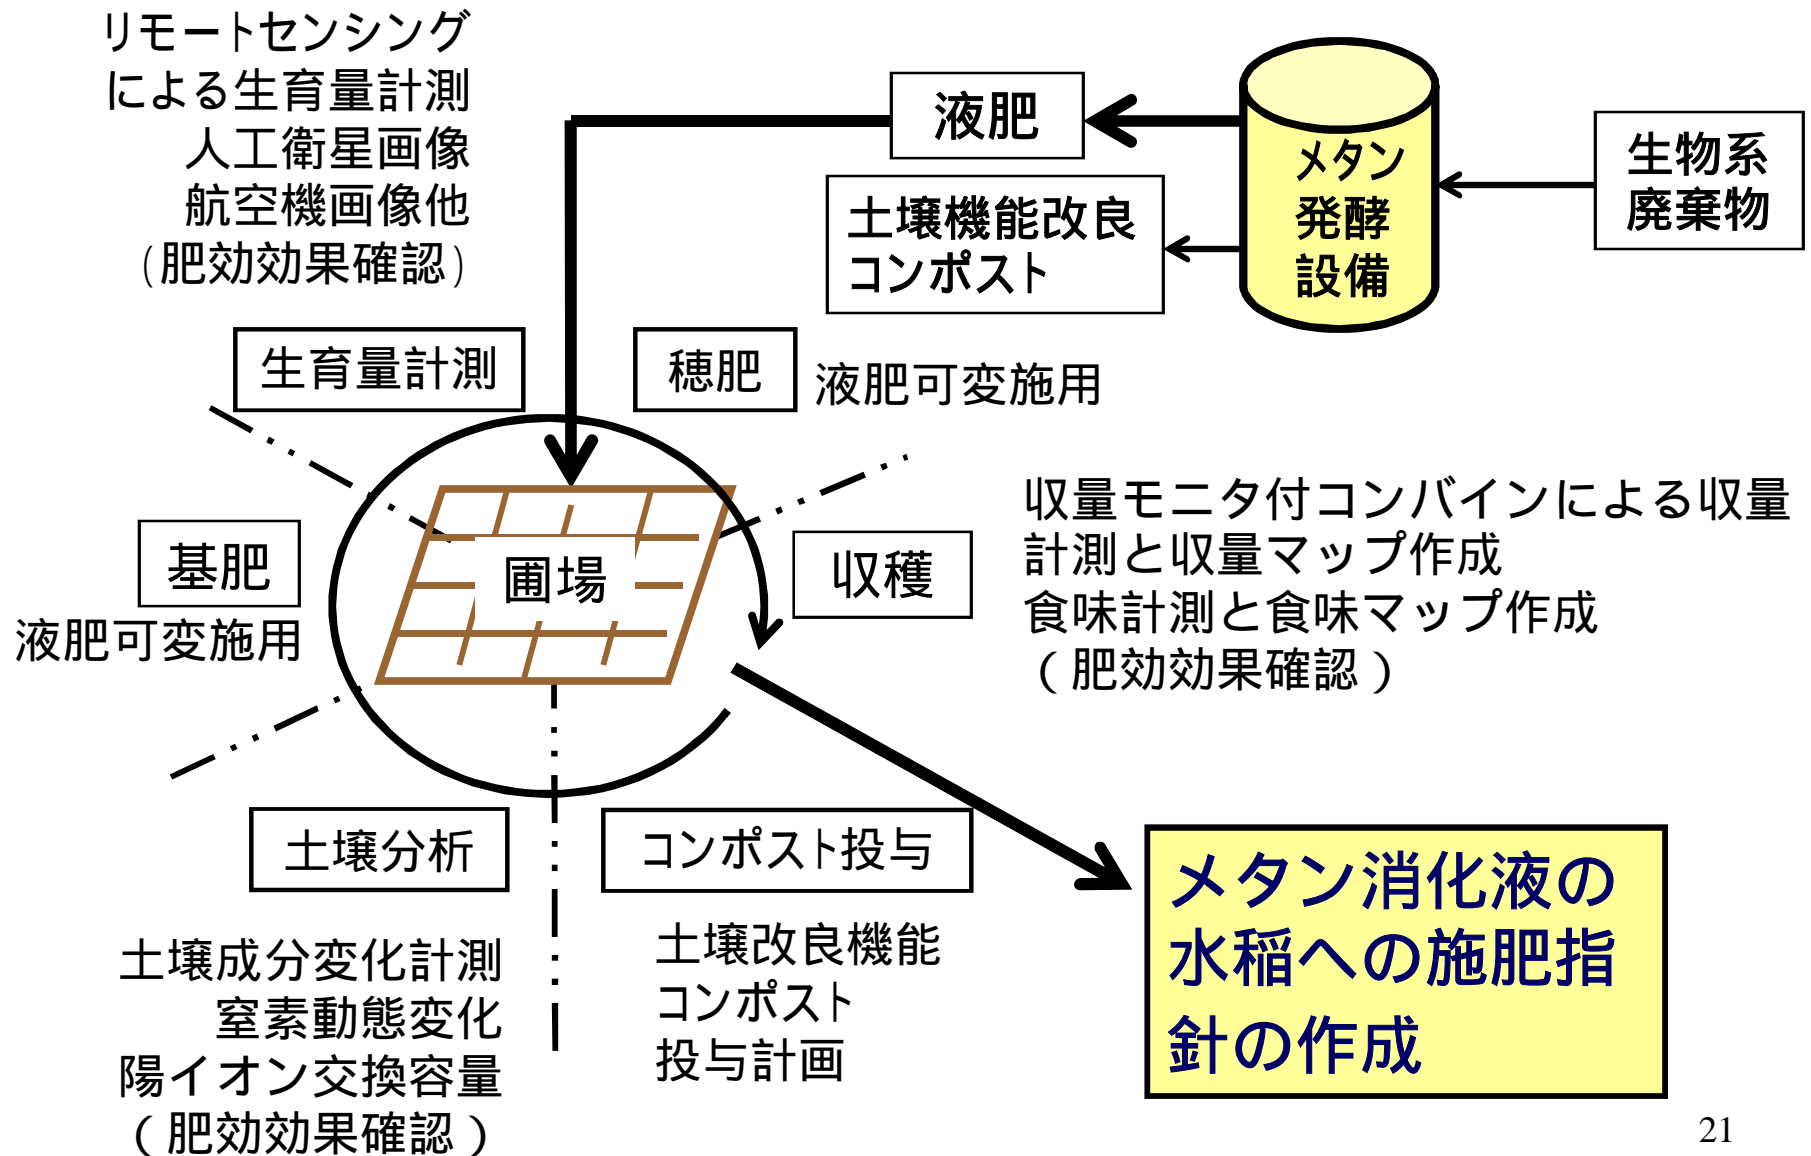 リモートセンシング
による生育量計測
人工衛星画像
航空機画像他
(肥効効果確認)
液肥
土壌機能改良
コンポスト
メタン
発酵
設備
生物系
廃棄物
生育量計測
穂肥
液肥可変施用
基肥
液肥可変施用
圃場
収穫
収量モニタ付コンバインによる収量
計測と収量マップ作成
食味計測と食味マップ作成
（肥効効果確認）
土壌分析
土壌成分変化計測
窒素動態変化
陽イオン交換容量
（肥効効果確認）
コンポスト投与
土壌改良機能
コンポスト
投与計画
メタン消化液の
水稲への施肥指
針の作成
21